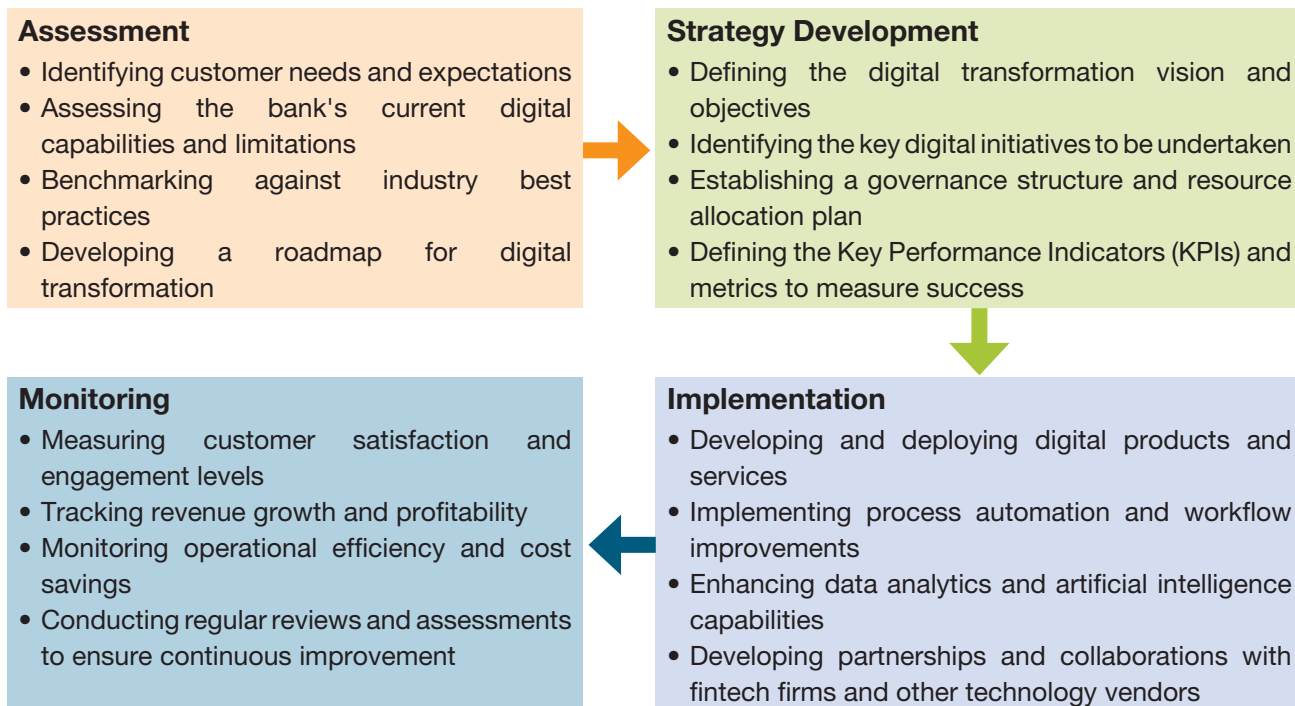 Assessment
• Identifying customer needs and expectations
• Assessing the bank's current digital
capabilities and limitations
• Benchmarking against industry best
practices
• Developing a roadmap for digital
transformation
Strategy Development
• Defining the digital transformation vision and
objectives
• Identifying the key digital initiatives to be undertaken
• Establishing a governance structure and resource
allocation plan
• Defining the Key Performance Indicators (KPIs) and
metrics to measure success
Implementation
• Developing and deploying digital products and
services
• Implementing process automation and workflow
improvements
• Enhancing data analytics and artificial intelligence
capabilities
• Developing partnerships and collaborations with
fintech firms and other technology vendors
Monitoring
• Measuring customer satisfaction and
engagement levels
• Tracking revenue growth and profitability
• Monitoring operational efficiency and cost
savings
• Conducting regular reviews and assessments
to ensure continuous improvement